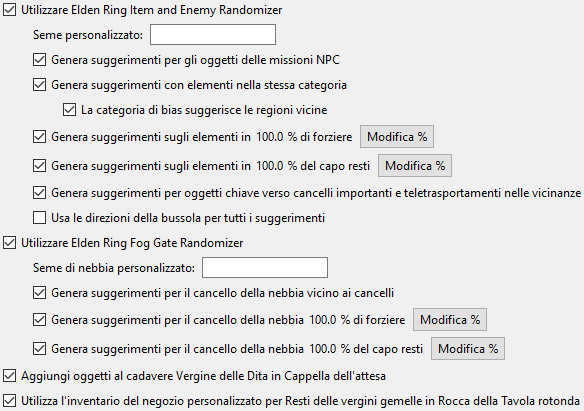 Utilizzare Elden Ring Item and Enemy Randomizer
Seme personalizzato:
Genera suggerimenti per gli oggetti delle missioni NPC
Genera suggerimenti con elementi nella stessa categoria
La categoria di bias suggerisce le regioni vicine
Genera suggerimenti sugli elementi in 100.0 % di forziere Modifica %
Genera suggerimenti sugli elementi in 100.0 % del capo resti Modifica %
Genera suggerimenti per oggetti chiave verso cancelli importanti e teletrasportamenti nelle vicinanze
Usa le direzioni della bussola per tutti i suggerimenti
Utilizzare Elden Ring Fog Gate Randomizer
Seme di nebbia personalizzato:
Genera suggerimenti per il cancello della nebbia vicino ai cancelli
Genera suggerimenti per il cancello della nebbia 100.0 % di forziere Modifica %
Genera suggerimenti per il cancello della nebbia 100.0 % del capo resti Modifica %
Aggiungi oggetti al cadavere Vergine delle Dita in Cappella dell'attesa
Utilizza l'inventario del negozio personalizzato per Resti delle vergini gemelle in Rocca della Tavola rotonda